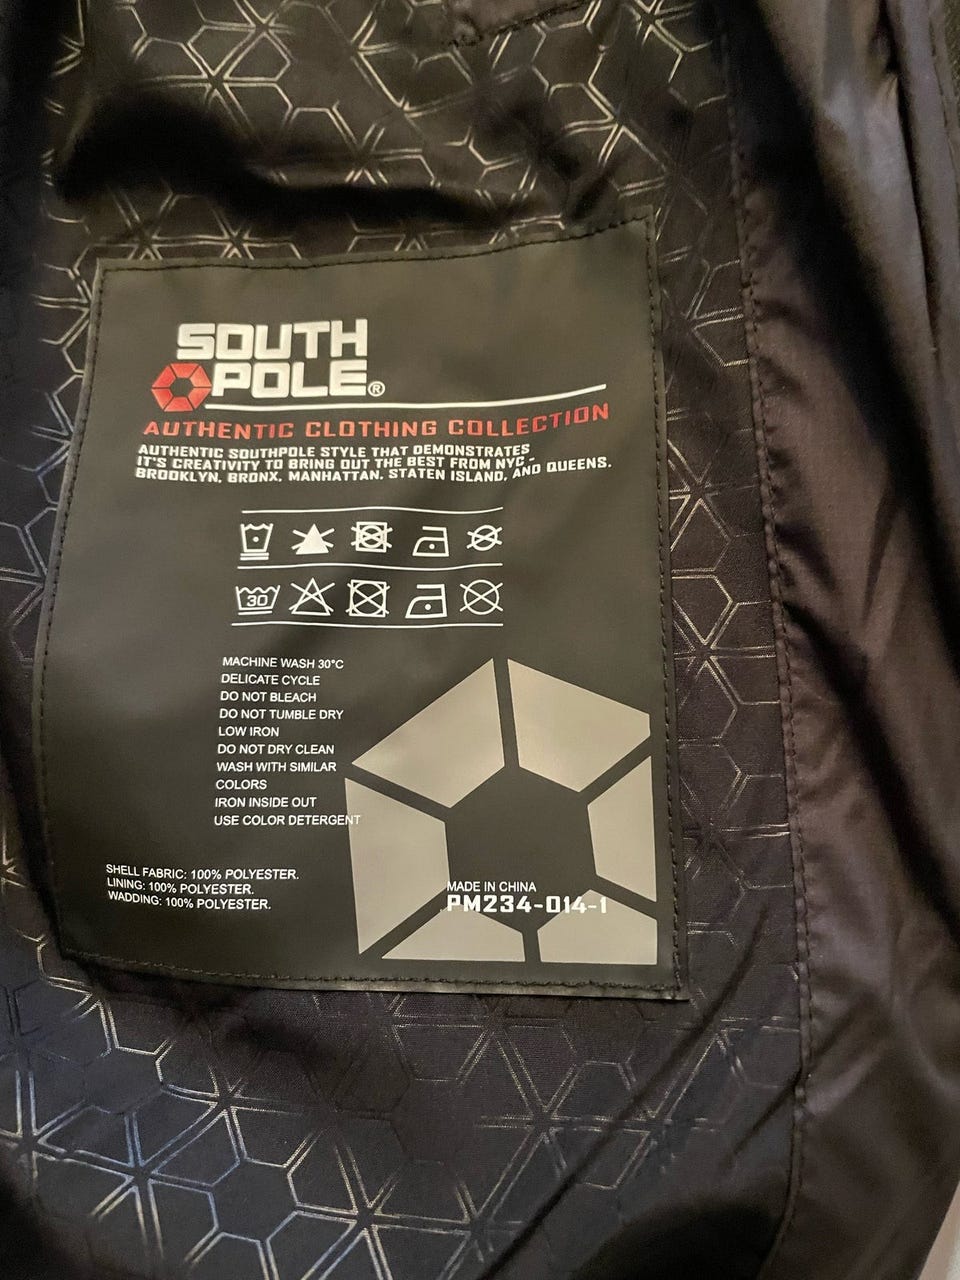 SOUTH
POLE®
AUTHENTIC CLOTHING COLLECTION
AUTHENTIC SOUTHPOLE STYLE THAT DEMONSTRATES
IT'S CREATIVITY TO BRING OUT THE BEST FROM NYC -
BROOKLYN, BRONX, MANHATTAN, STATEN ISLAND, AND QUEENS.
30
MACHINE WASH 30°C
DELICATE CYCLE
DO NOT BLEACH
DO NOT TUMBLE DRY
LOW IRON
DO NOT DRY CLEAN
WASH WITH SIMILAR
COLORS
IRON INSIDE OUT
USE COLOR DETERGENT
SHELL FABRIC: 100% POLYESTER.
LINING: 100% POLYESTER.
WADDING: 100% POLYESTER.
MADE IN CHINA
PM234-014-1